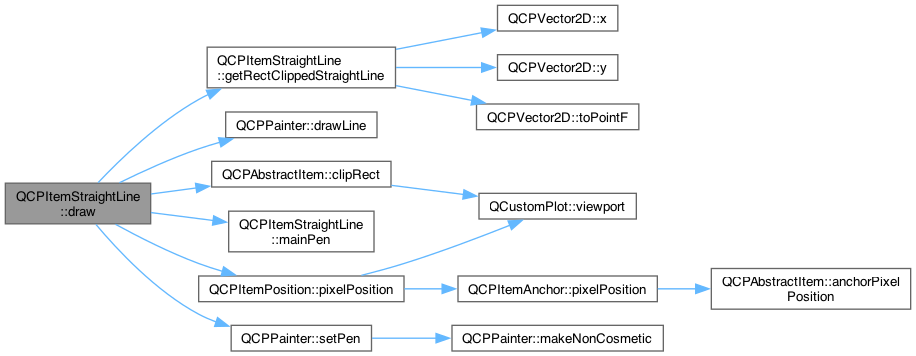 QCPItemStraightLine
::draw
QCPItemStraightLine
::getRectClippedStraightLine
QCPVector2D::x
QCPVector2D::y
QCPVector2D::toPointF
QCPPainter::drawLine
QCPAbstractItem::clipRect
QCustomPlot::viewport
QCPItemStraightLine
::mainPen
QCPItemPosition::pixelPosition
QCPItemAnchor::pixelPosition
QCPAbstractItem::anchorPixel
Position
QCPPainter::setPen
QCPPainter::makeNonCosmetic